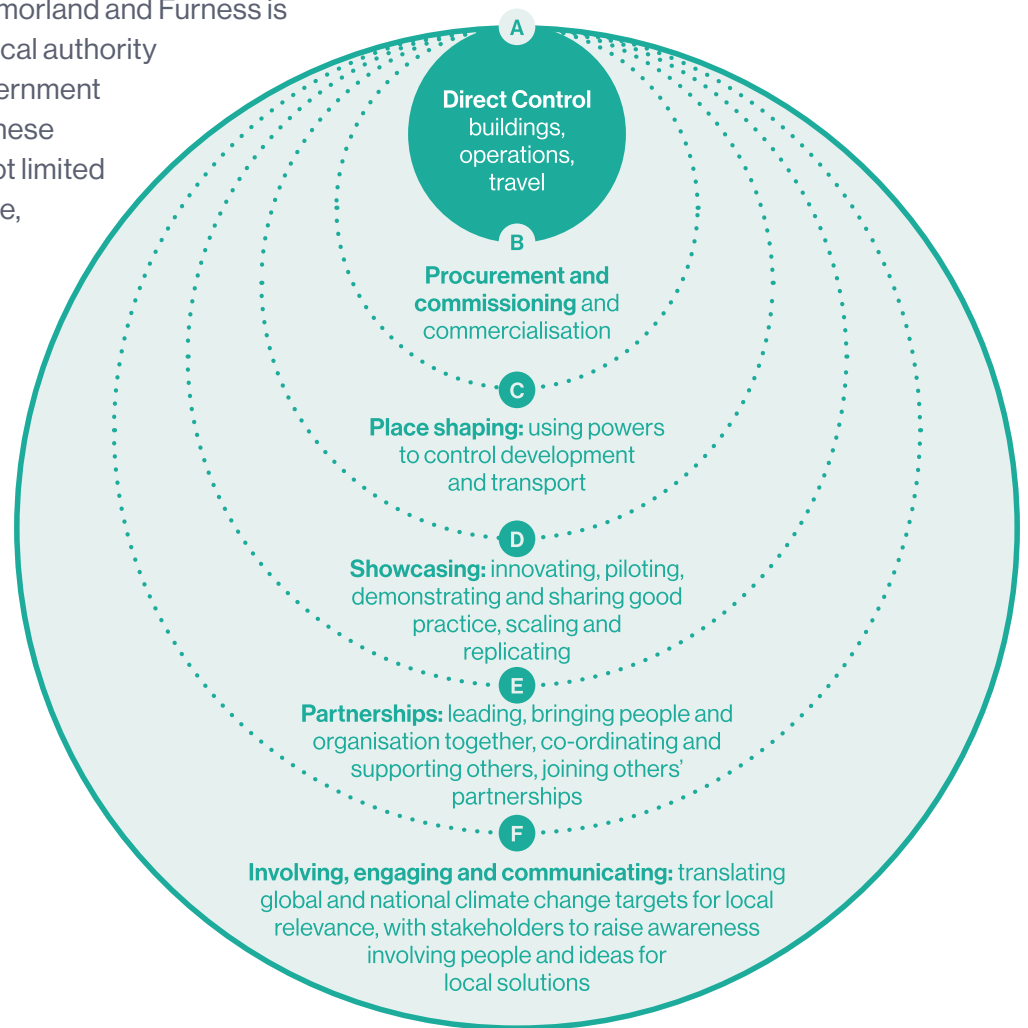 morland and Furness is
cal authority
ernment
hese
ot limited
e,
A
Direct Control
buildings,
operations,
travel
B
Procurement and
commissioning and
commercialisation
C
Place shaping: using powers
to control development
and transport
D
Showcasing: innovating, piloting,
demonstrating and sharing good
practice, scaling and
replicating
E
Partnerships: leading, bringing people and
organisation together, co-ordinating and
supporting others, joining others’
partnerships
F
Involving, engaging and communicating: translating
global and national climate change targets for local
relevance, with stakeholders to raise awareness
involving people and ideas for
local solutions